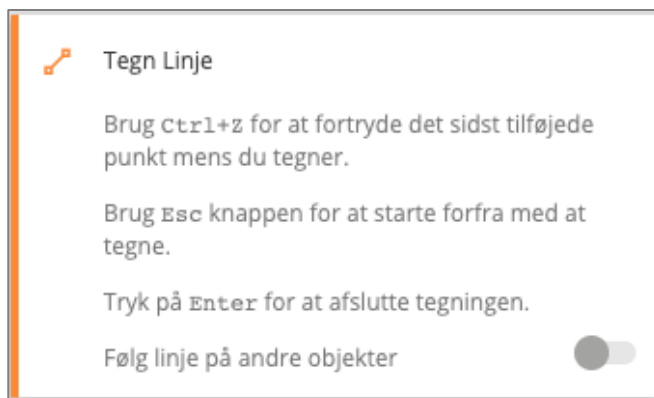 Tegn Linje
Brug Ctrl+Z for at fortryde det sidst tilføjede
punkt mens du tegner.
Brug Esc knappen for at starte forfra med at
tegne.
Tryk på Enter for at afslutte tegningen.
Følg linje på andre objekter